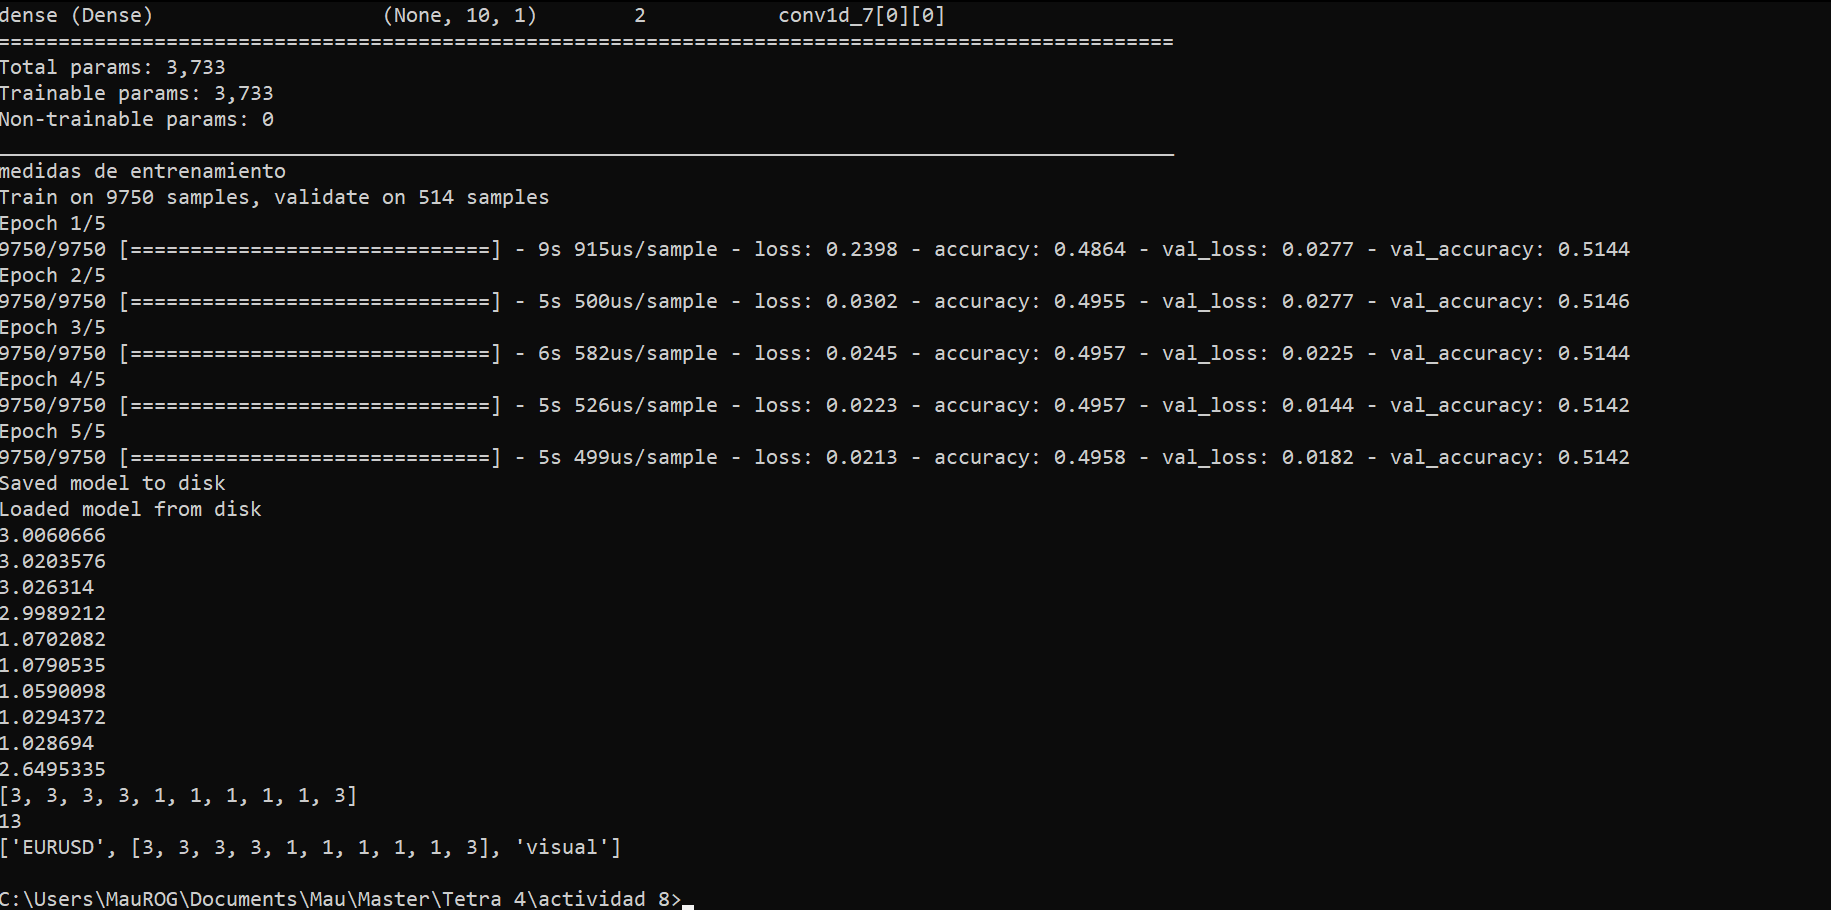 dense (Dense) (None, 10, 1) 2 conv1d_7[0][0]
==================================================================================================
Total params: 3,733
Trainable params: 3,733
Non-trainable params: 0
__________________________________________________________________________________________________
medidas de entrenamiento
Train on 9750 samples, validate on 514 samples
Epoch 1/5
9750/9750 [==============================] - 9s 915us/sample - loss: 0.2398 - accuracy: 0.4864 - val_loss: 0.0277 - val_accuracy: 0.5144
Epoch 2/5
9750/9750 [==============================] - 5s 500us/sample - loss: 0.0302 - accuracy: 0.4955 - val_loss: 0.0277 - val_accuracy: 0.5146
Epoch 3/5
9750/9750 [==============================] - 6s 582us/sample - loss: 0.0245 - accuracy: 0.4957 - val_loss: 0.0225 - val_accuracy: 0.5144
Epoch 4/5
9750/9750 [==============================] - 5s 526us/sample - loss: 0.0223 - accuracy: 0.4957 - val_loss: 0.0144 - val_accuracy: 0.5142
Epoch 5/5
9750/9750 [==============================] - 5s 499us/sample - loss: 0.0213 - accuracy: 0.4958 - val_loss: 0.0182 - val_accuracy: 0.5142
Saved model to disk
Loaded model from disk
3.0060666
3.0203576
3.026314
2.9989212
1.0702082
1.0790535
1.0590098
1.0294372
1.028694
2.6495335
[3, 3, 3, 3, 1, 1, 1, 1, 1, 3]
13
['EURUSD', [3, 3, 3, 3, 1, 1, 1, 1, 1, 3], 'visual']
C:\Users\MauROG\Documents\Mau\Master\Tetra 4\actividad 8>